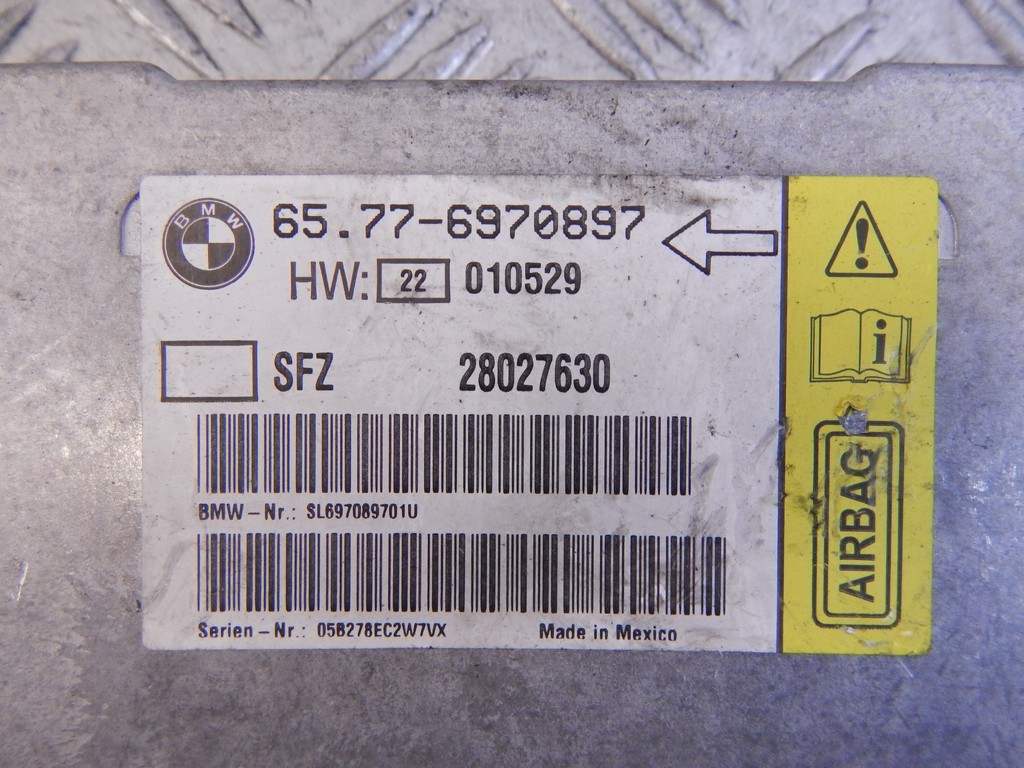 BMW
65.77-6970897
HW: 22 010529
SFZ 28027630
BMW-Nr.: SL697089701U
Serien-Nr.: 05B278EC2W7VX Made in Mexico
i
AIRBAG